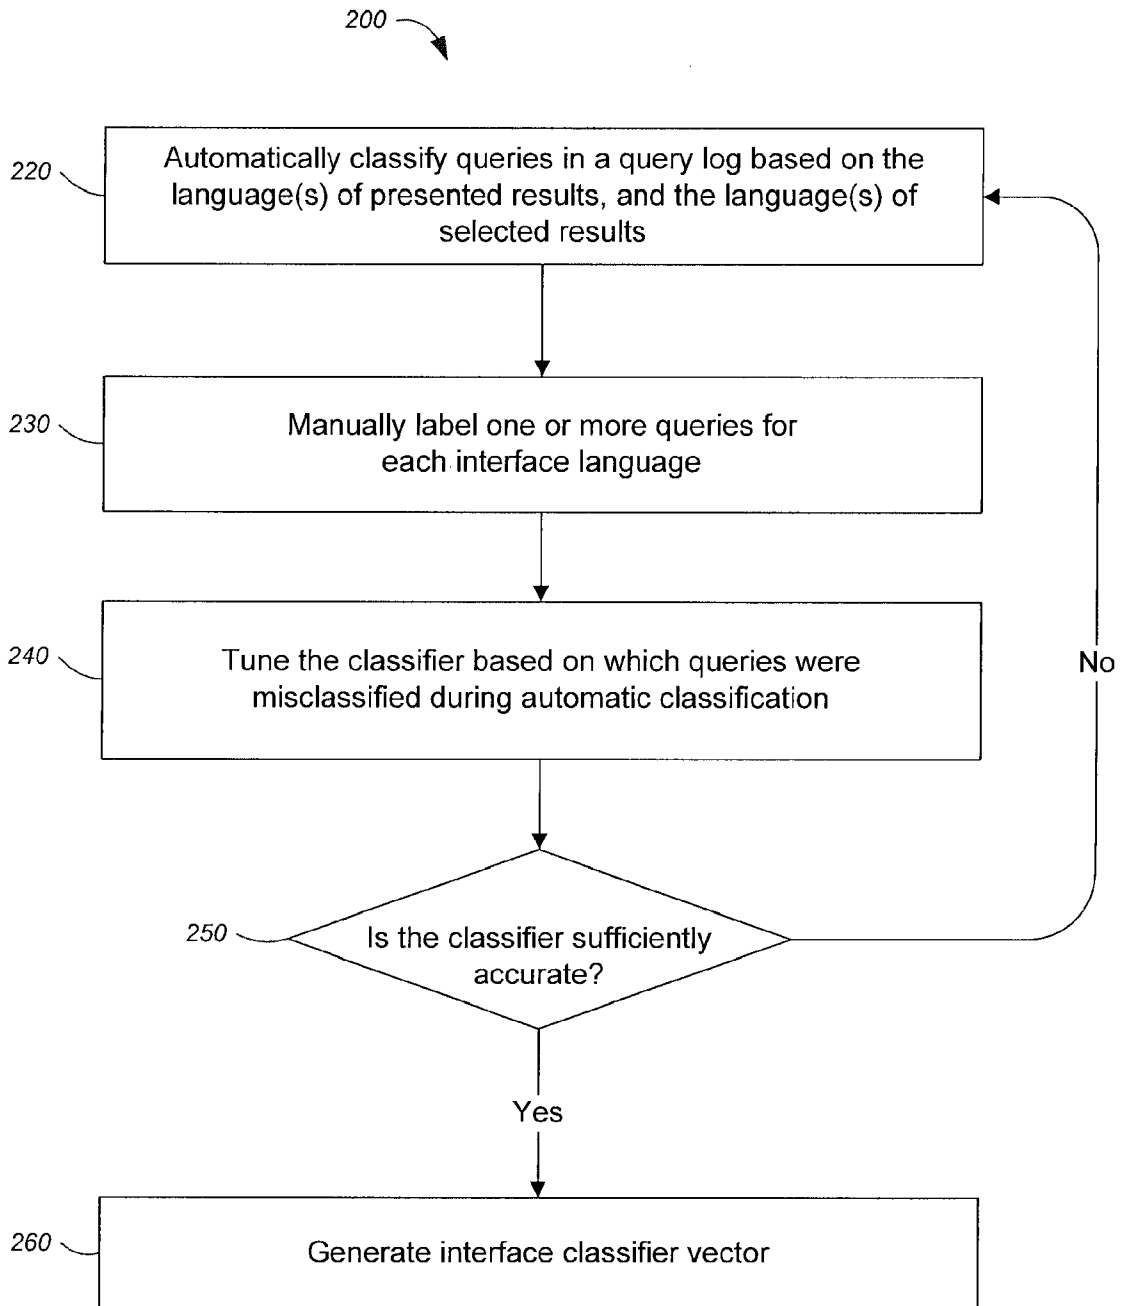 200
220
Automatically classify queries in a query log based on the
language(s) of presented results, and the language(s) of
selected results
230
Manually label one or more queries for
each interface language
240
Tune the classifier based on which queries were
misclassified during automatic classification
No
250
Is the classifier sufficiently
accurate?
Yes
260
Generate interface classifier vector